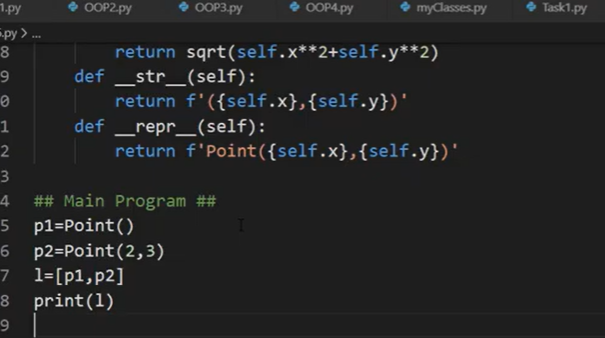 1.py OOP2.py OOP3.py OOP4.py myClasses.py Task1.py
5.py > ...
8 return sqrt(self.x**2+self.y**2)
9 def __str__(self):
0 return f'({self.x},{self.y})'
1 def __repr__(self):
2 return f'Point({self.x},{self.y})'
3
4 ## Main Program ##
5 p1=Point()
6 p2=Point(2,3)
7 l=[p1,p2]
8 print(l)
9